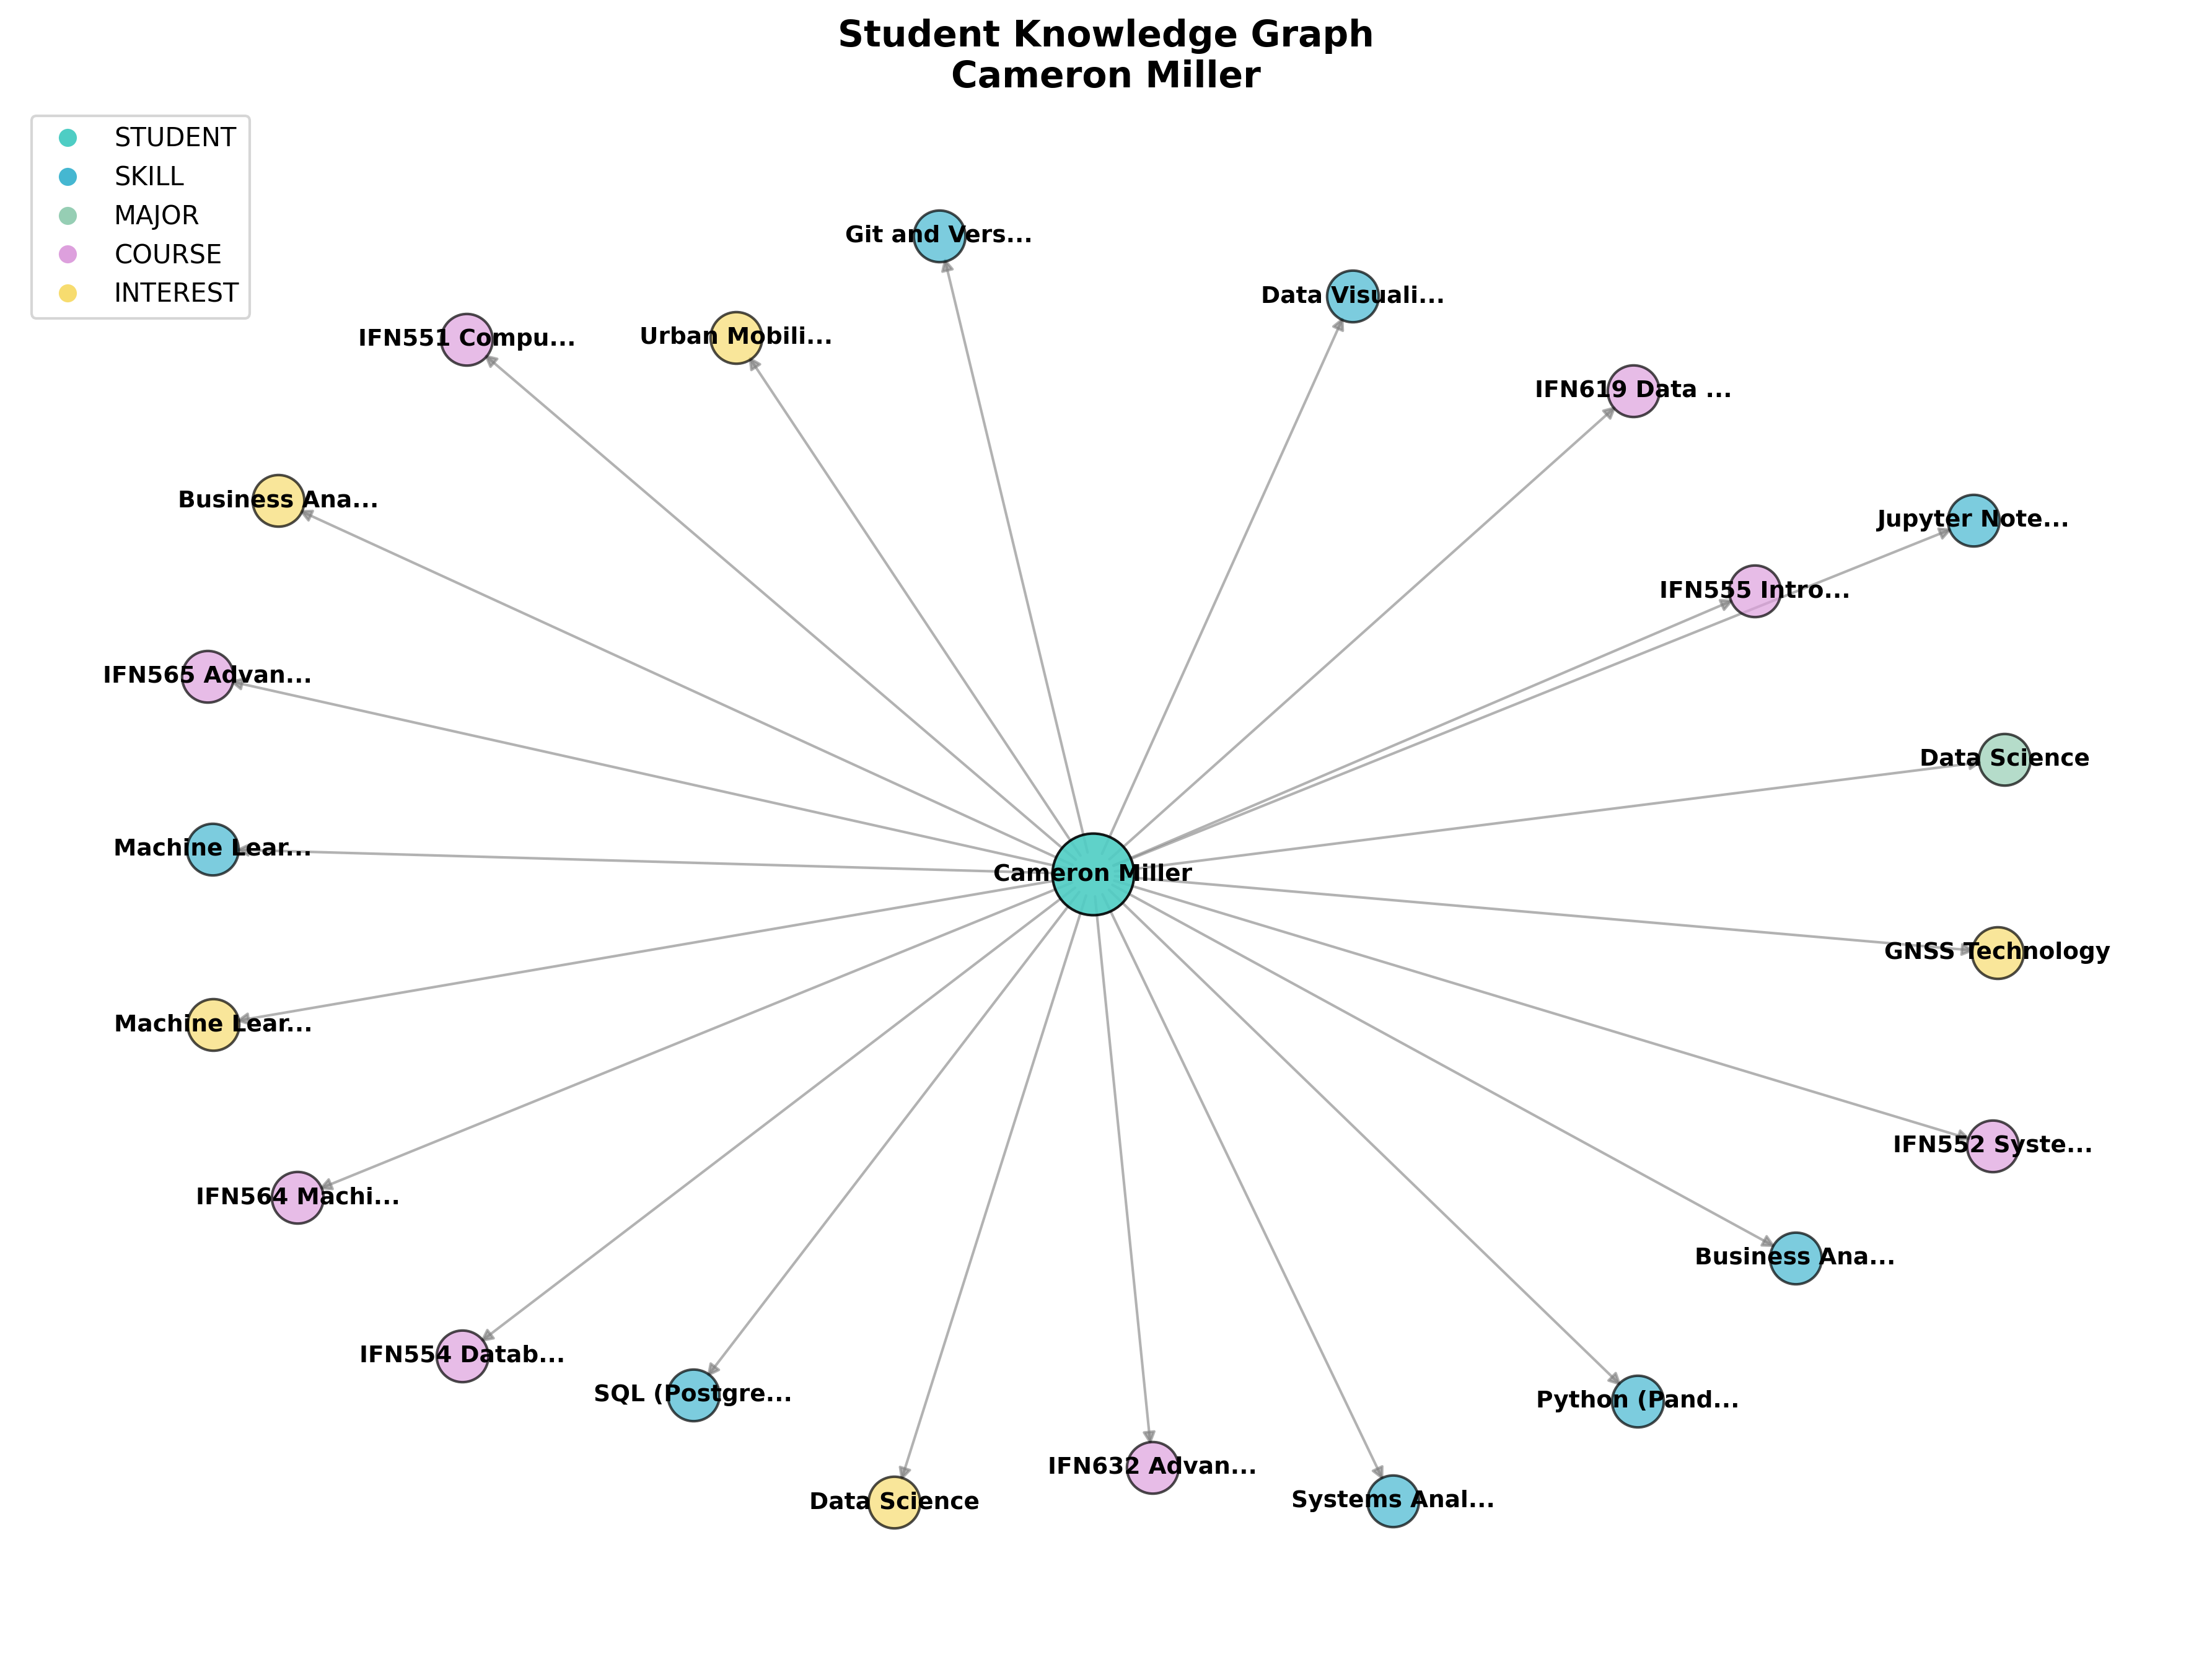 Student Knowledge Graph
Cameron Miller
STUDENT
SKILL
MAJOR
COURSE
INTEREST
Git and Vers...
Data Visuali...
IFN551 Compu...
Urban Mobili...
IFN619 Data ...
Business Ana...
Jupyter Note...
IFN555 Intro...
IFN565 Advan...
Data Science
Machine Lear...
Cameron Miller
GNSS Technology
Machine Lear...
IFN552 Syste...
IFN564 Machi...
Business Ana...
IFN554 Datab...
SQL (Postgre...
Python (Pand...
IFN632 Advan...
Data Science
Systems Anal...